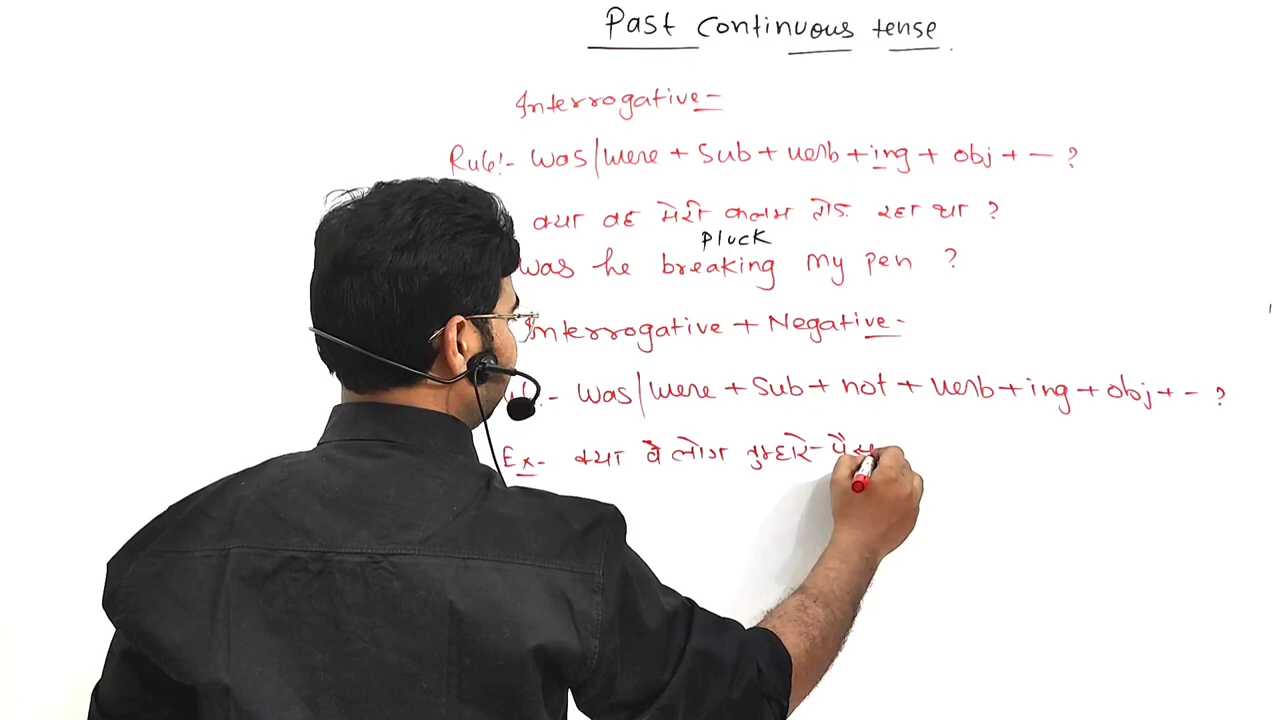 Past Continuous tense.
Interrogative -
Rule:- Was/Were + Sub + Verb + ing + obj + - ?
क्या वह मेरी कलम तोड़ रहा था ?
Pluck
Was he breaking my pen ?
Interrogative + Negative -
Was/Were + Sub + not + Verb + ing + obj + - ?
Ex- क्या वे लोग तुम्हारे